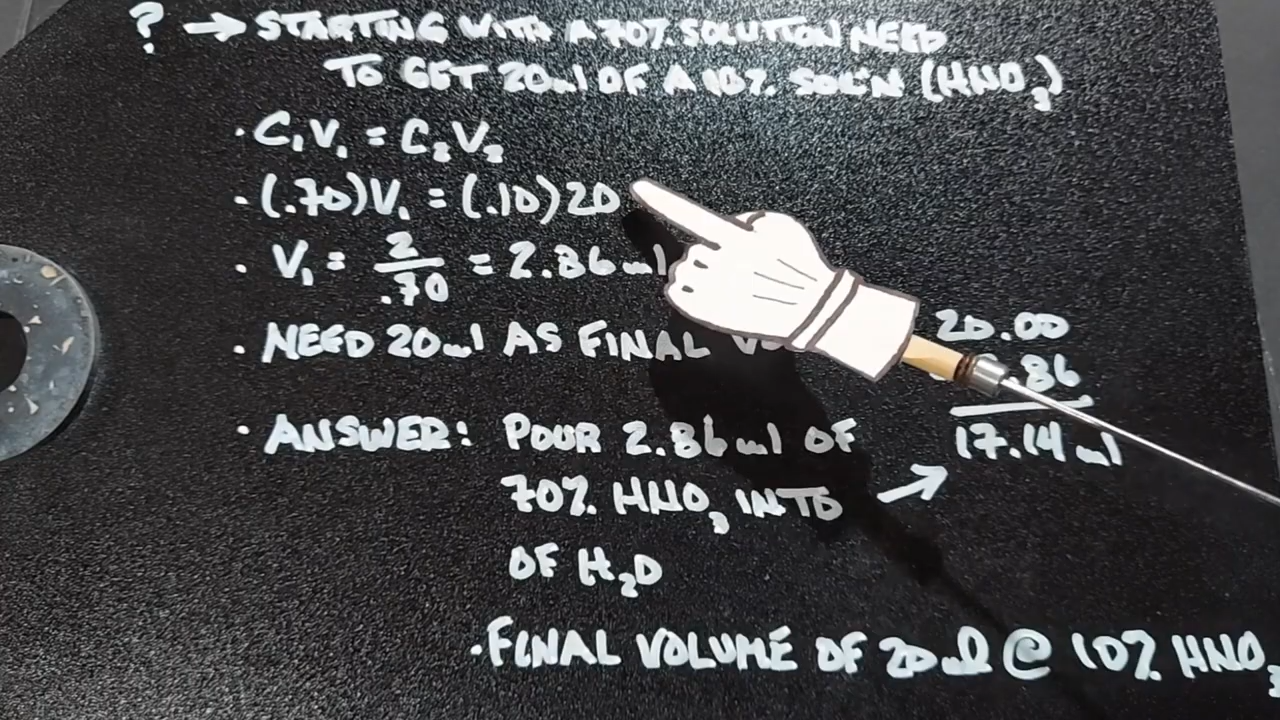 ? → STARTING WITH A 70% SOLUTION NEED
TO GET 20ml OF A 10% SOL'N (HNO₃)
· C₁V₁ = C₂V₂
· (.70)V₁ = (.10)20
· V₁ = 2/.70 = 2.86ml
· NEED 20ml AS FINAL
20.00
.86
17.14 ml
· ANSWER: POUR 2.86ml OF
70% HNO₃ INTO →
OF H₂O
· FINAL VOLUME OF 20ml @ 10% HNO₃